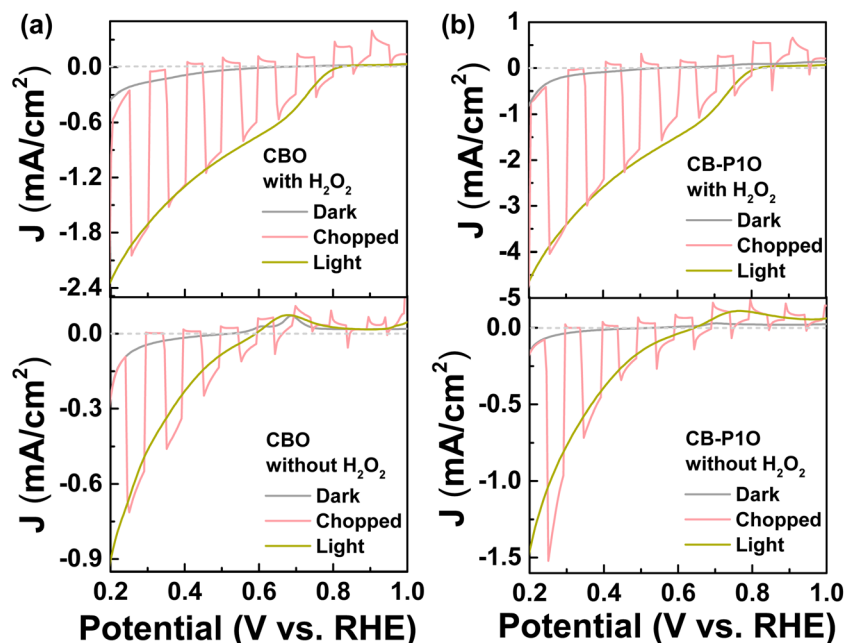 (a)
0.0
-0.6
-1.2
-1.8
-2.4
J (mA/cm²)
CBO
with H₂O₂
Dark
Chopped
Light
0.0
-0.3
-0.6
-0.9
J (mA/cm²)
CBO
without H₂O₂
Dark
Chopped
Light
0.2 0.4 0.6 0.8 1.0
Potential (V vs. RHE)
(b)
1
0
-1
-2
-3
-4
-5
J (mA/cm²)
CB-P1O
with H₂O₂
Dark
Chopped
Light
0.0
-0.5
-1.0
-1.5
J (mA/cm²)
CB-P1O
without H₂O₂
Dark
Chopped
Light
0.2 0.4 0.6 0.8 1.0
Potential (V vs. RHE)